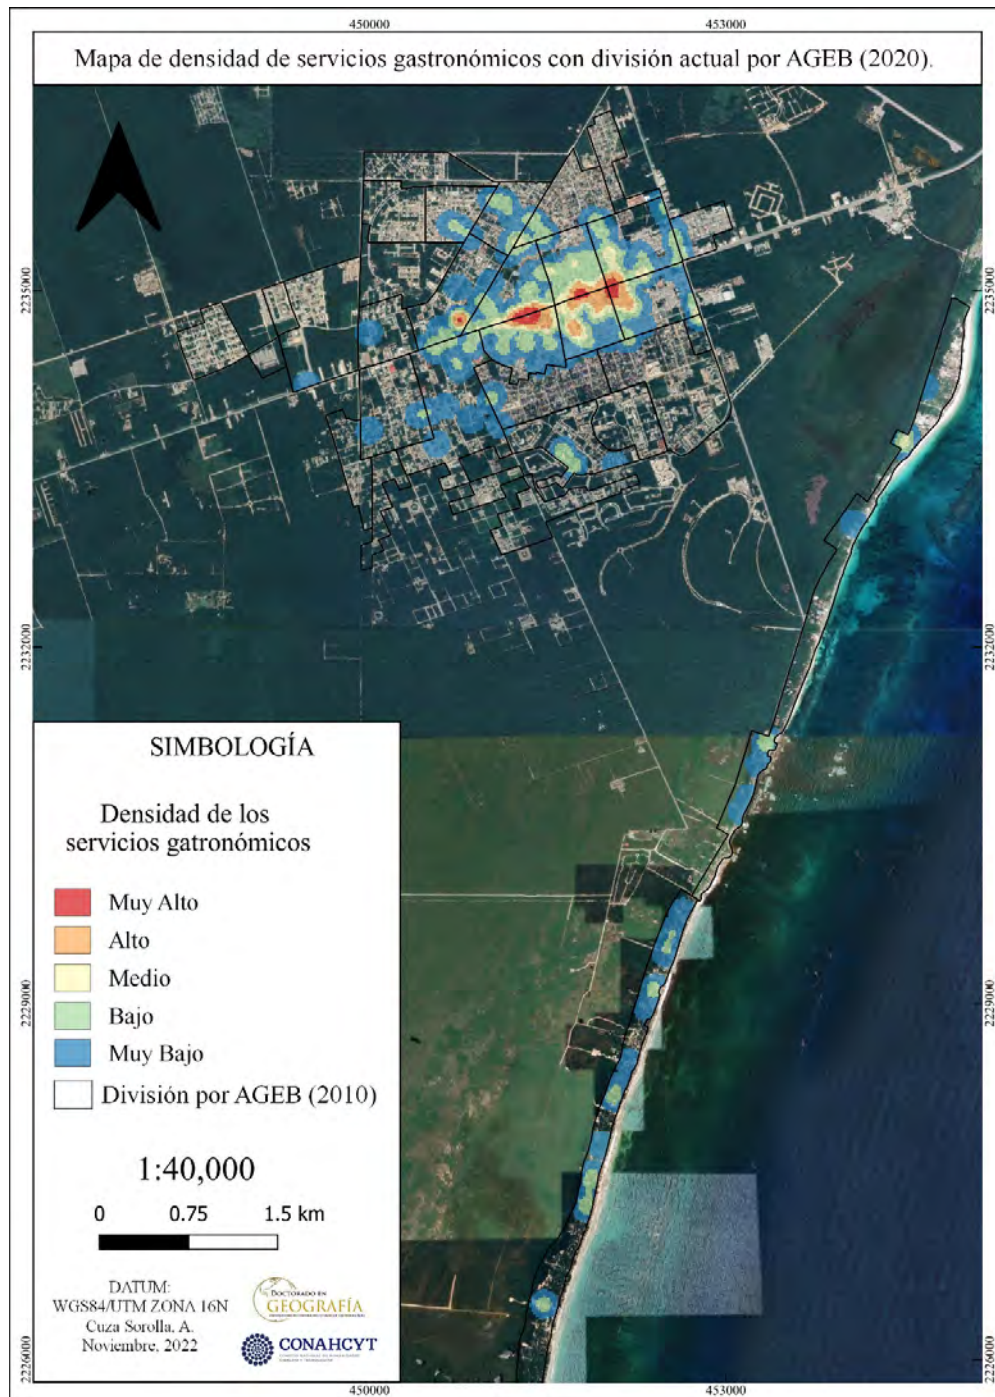 450000
453000
Mapa de densidad de servicios gastronómicos con división actual por AGEB (2020).
2235000
2235000
2232000
2232000
SIMBOLOGÍA
Densidad de los
servicios gatronómicos
Muy Alto
Alto
Medio
Bajo
Muy Bajo
División por AGEB (2010)
2229000
2229000
1:40,000
0 0.75 1.5 km
DATUM:
WGS84/UTM ZONA 16N
Cuza Sorolla, A.
Noviembre, 2022
DOCTORADO EN
GEOGRAFÍA
CONAHCYT
2226000
2226000
450000
453000